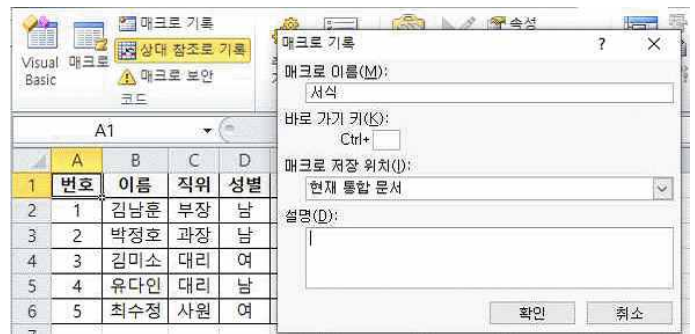 Visual
Basic
매크로
매크로 기록
상대 참조로 기록
매크로 보안
코드
속성
A1
A B C D
1 번호 이름 직위 성별
2 1 김남훈 부장 남
3 2 박정호 과장 남
4 3 김미소 대리 여
5 4 유다인 대리 남
6 5 최수정 사원 여
매크로 기록 ? ×
매크로 이름(M):
서식
바로 가기 키(K):
Ctrl+
매크로 저장 위치(I):
현재 통합 문서
설명(D):
확인 취소